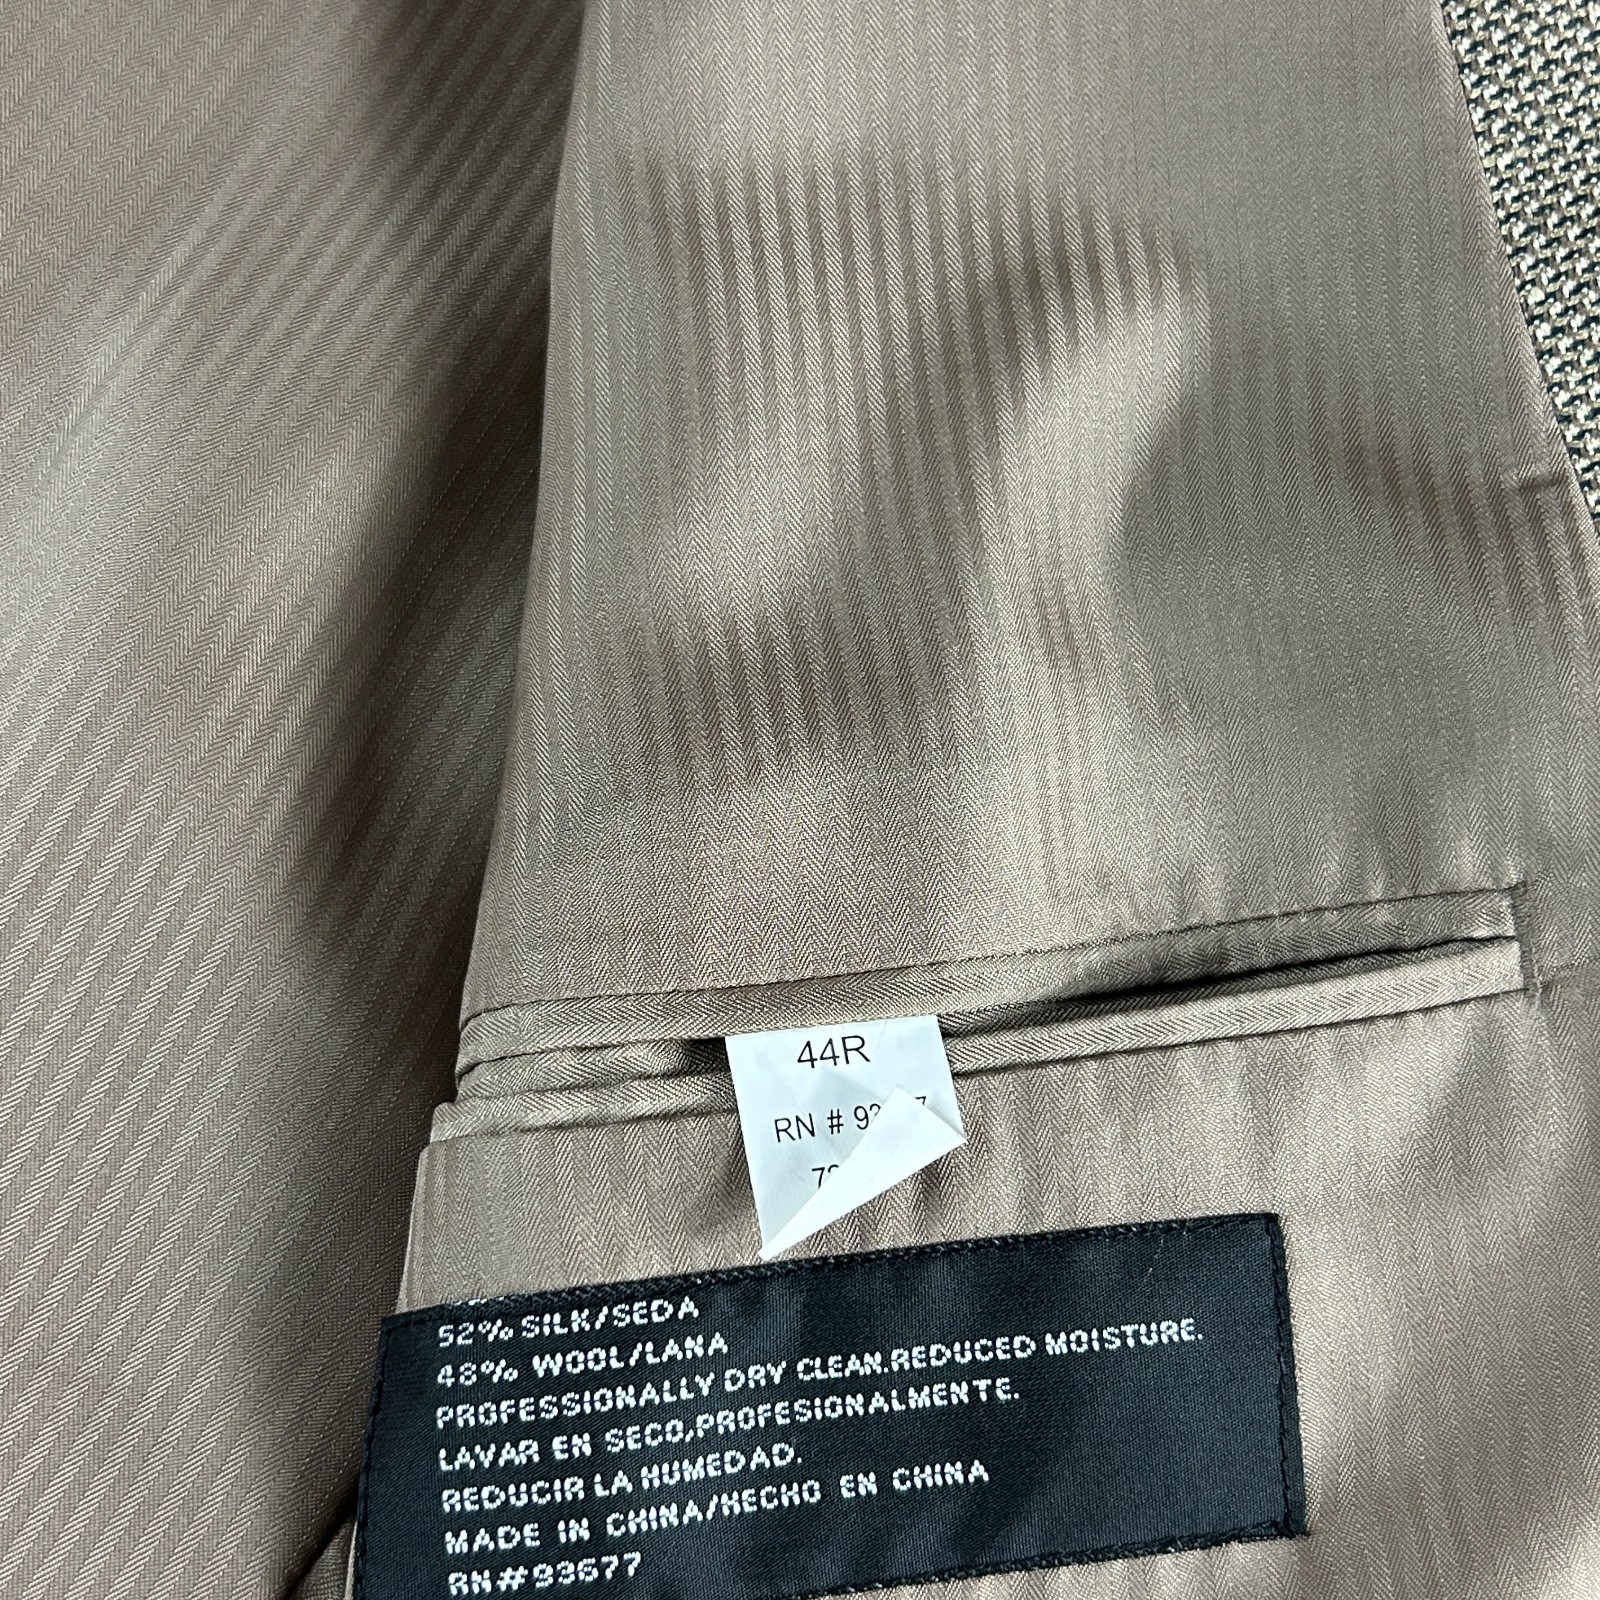 44R
RN #
52% SILK/SEDA
48% WOOL/LANA
PROFESSIONALLY DRY CLEAN.REDUCED MOISTURE.
LAVAR EN SECO,PROFESIONALMENTE.
REDUCIR LA HUMEDAD.
MADE IN CHINA/HECHO EN CHINA
RN#93677